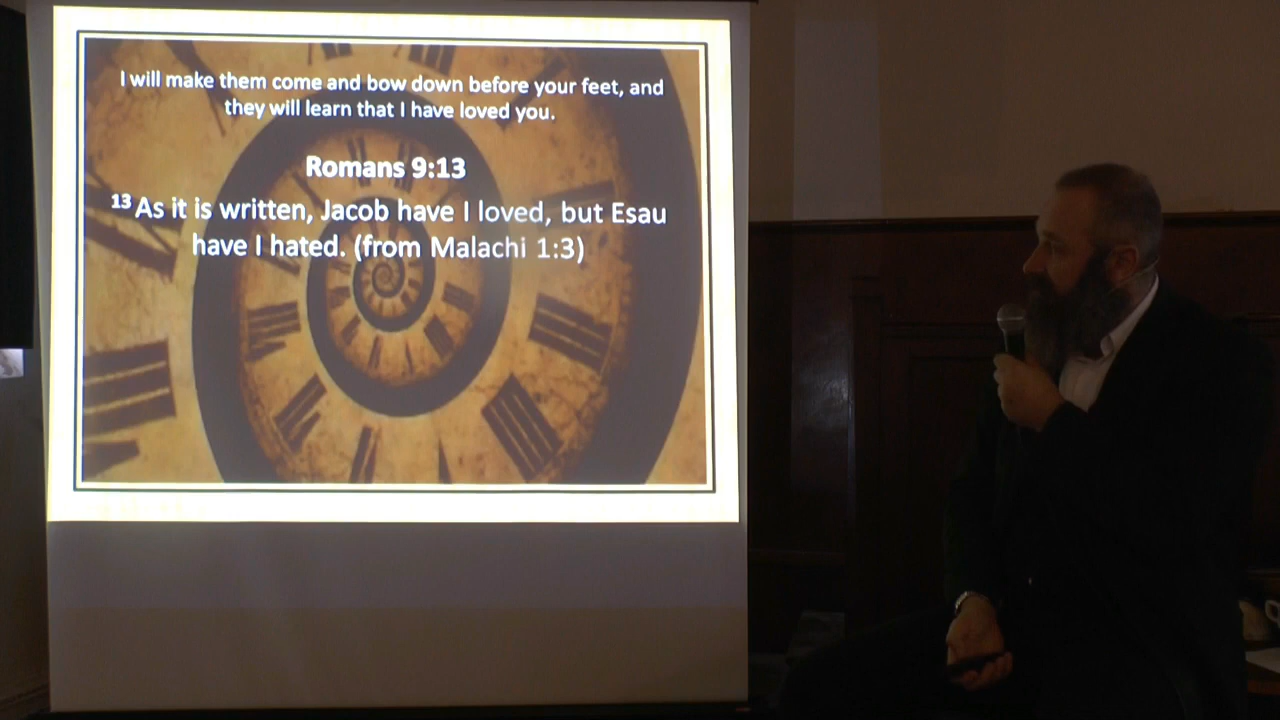 I will make them come and bow down before your feet, and
they will learn that I have loved you.
Romans 9:13
13 As it is written, Jacob have I loved, but Esau
have I hated. (from Malachi 1:3)